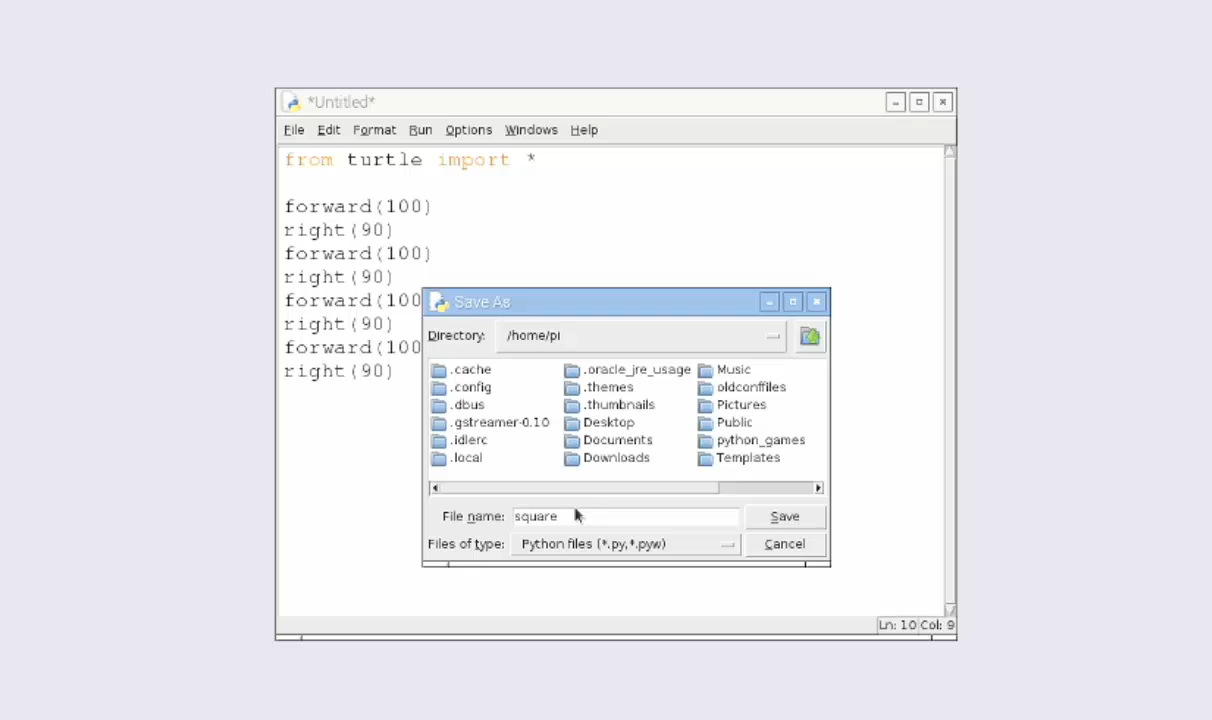 *Untitled*
File Edit Format Run Options Windows Help
from turtle import *
forward(100)
right(90)
forward(100)
right(90)
forward(100
right(90)
forward(100
right(90)
Save As
Directory: /home/pi
.cache .oracle_jre_usage Music
.config .themes oldconffiles
.dbus .thumbnails Pictures
.gstreamer-0.10 Desktop Public
.idlerc Documents python_games
.local Downloads Templates
File name: square Save
Files of type: Python files (*.py,*.pyw) Cancel
Ln: 10 Col: 9